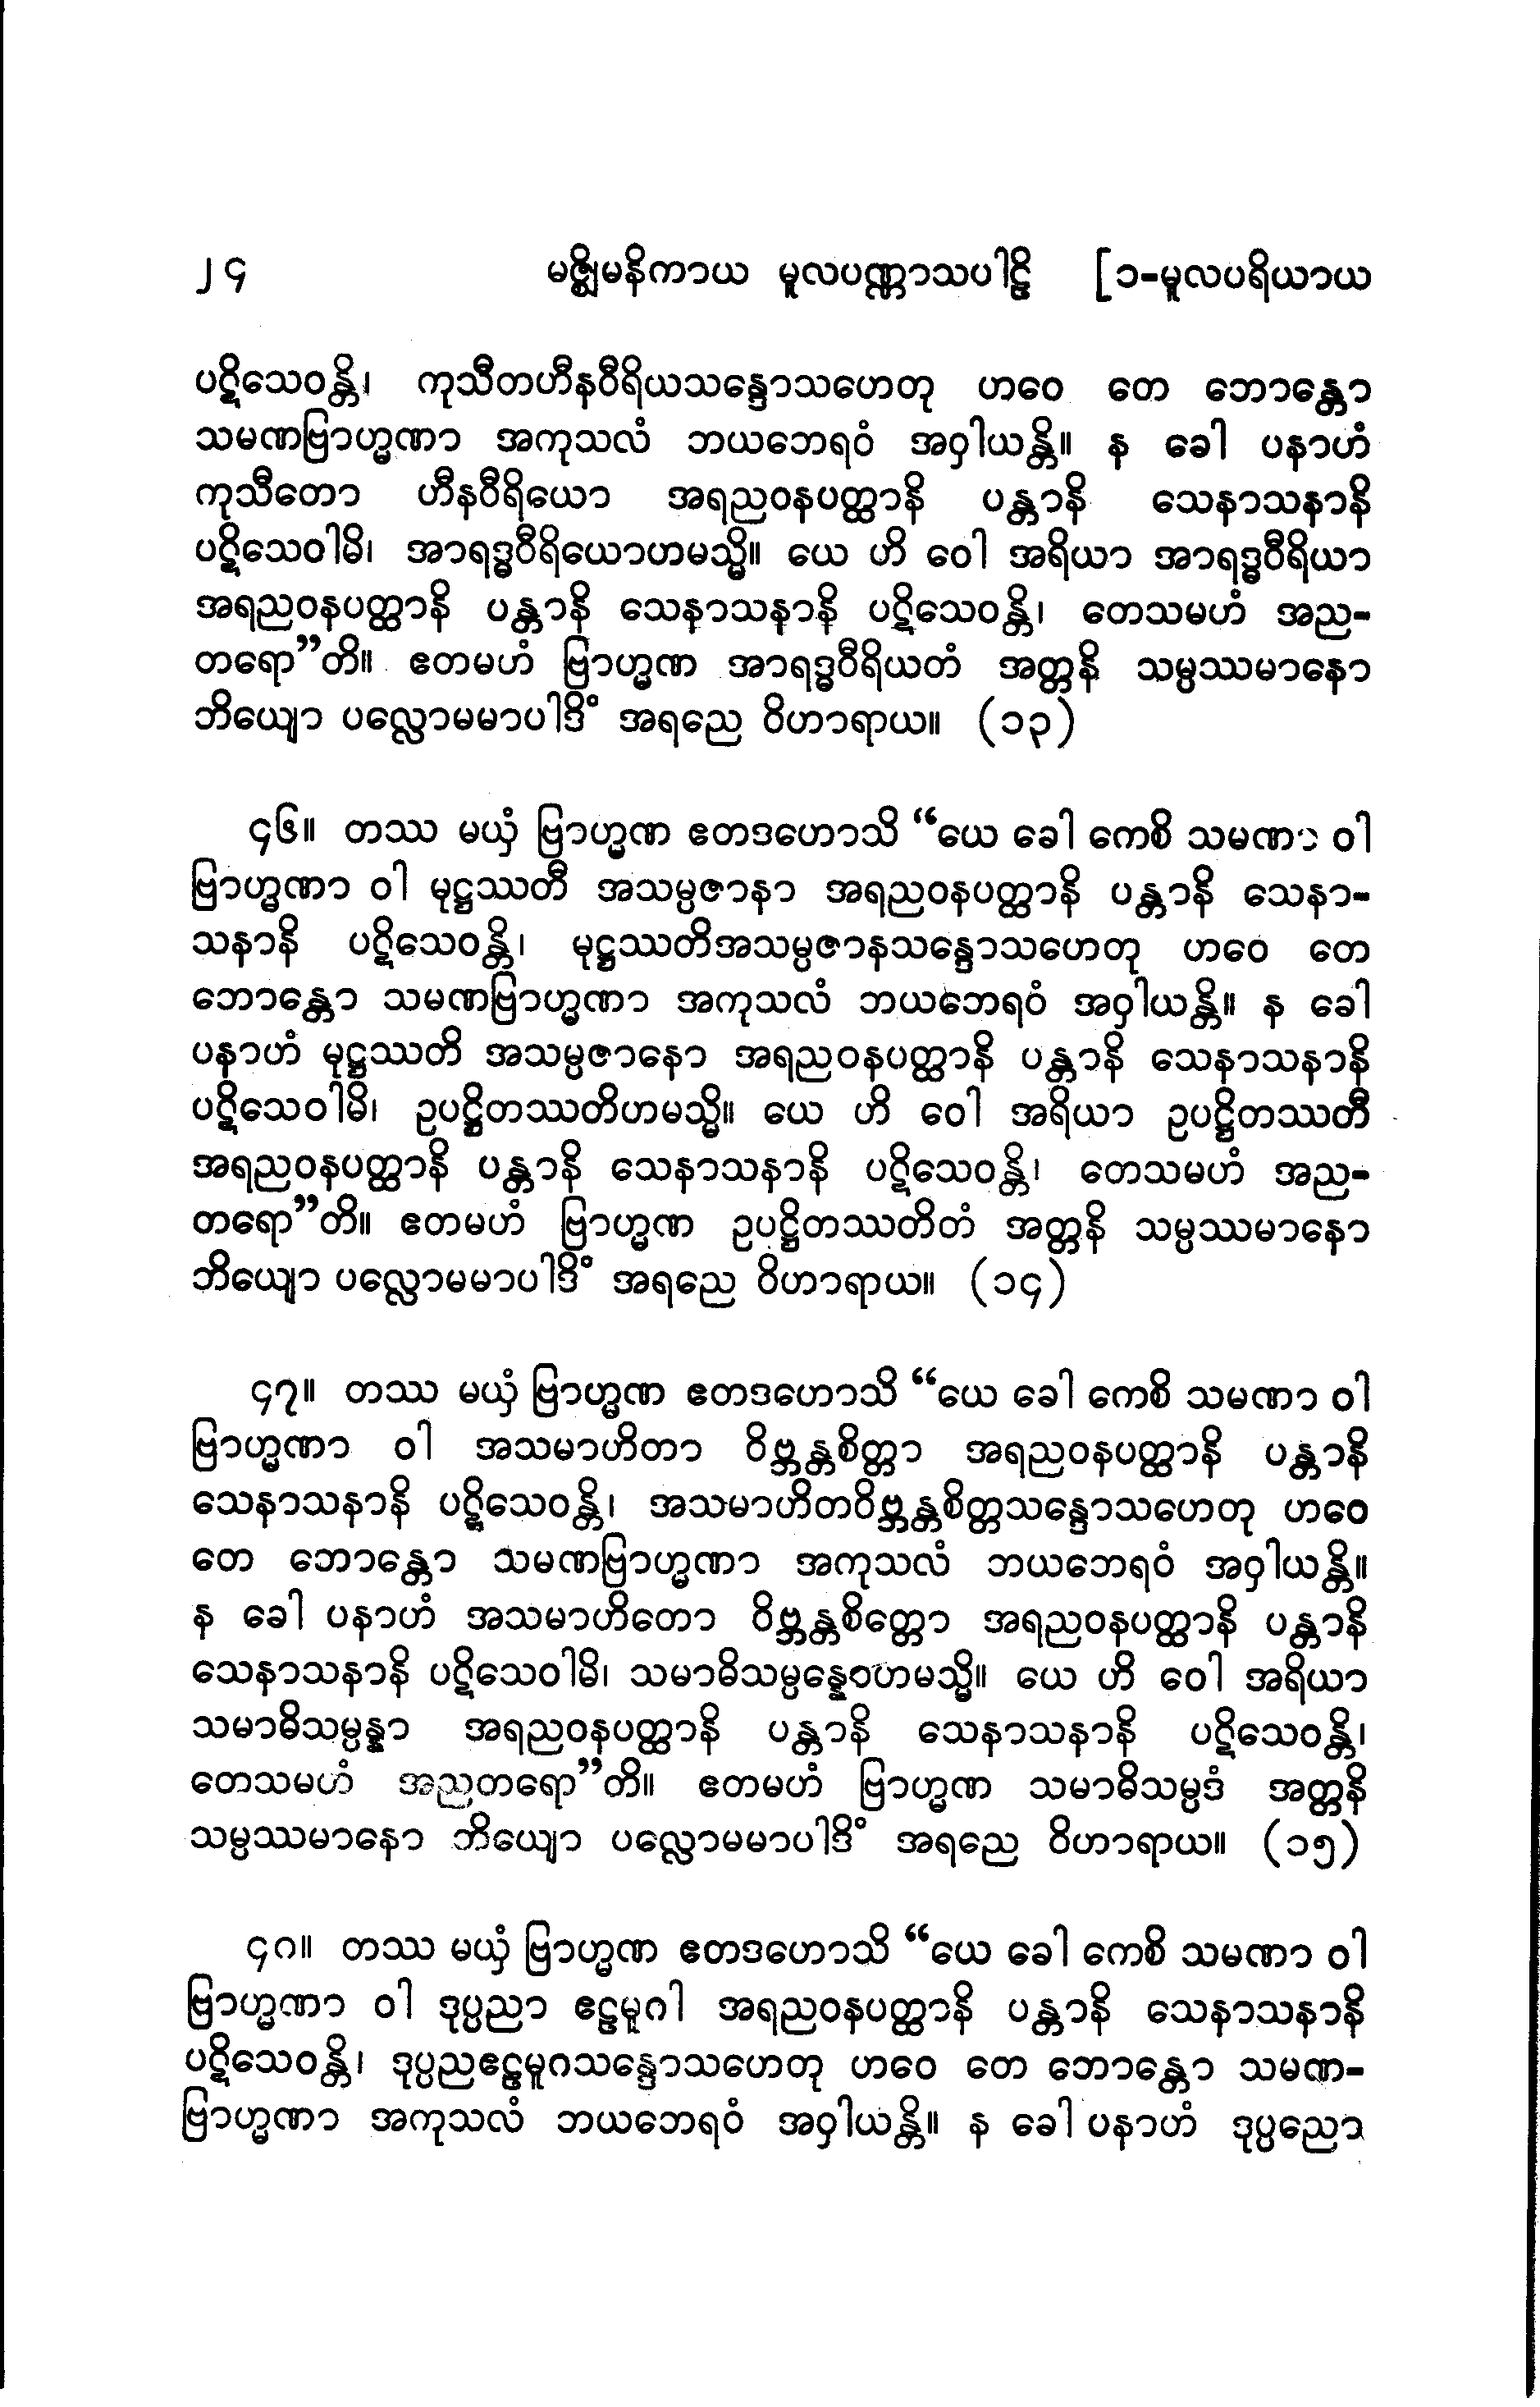 ၂၄ မဇ္ဈိမနိကာယ မူလပဏ္ဏာသပါဠိ [၁-မူလပရိယာယ
ပဋိသေဝန္တိ၊ ကုသီတဟီနဝီရိယသန္ဒောသဟေတု ဟဝေ တေ ဘောန္တော
သမဏဗြာဟ္မဏာ အကုသလံ ဘယဘေရဝံ အဝှါယန္တိ။ န ခေါ ပနာဟံ
ကုသီတော ဟီနဝီရိယော အရညဝနပတ္ထာနိ ပန္တာနိ သေနာသနာနိ
ပဋိသေဝါမိ၊ အာရဒ္ဓဝီရိယောဟမသ္မိ။ ယေ ဟိ ဝေါ အရိယာ အာရဒ္ဓဝီရိယာ
အရညဝနပတ္ထာနိ ပန္တာနိ သေနာသနာနိ ပဋိသေဝန္တိ၊ တေသမဟံ အည-
တရော”တိ။ ဧတမဟံ ဗြာဟ္မဏ အာရဒ္ဓဝီရိယတံ အတ္တနိ သမ္ပဿမာနော
ဘိယျော ပလ္လောမမာပါဒိံ အရညေ ဝိဟာရာယ။ (၁၃)
၄၆။ တဿ မယှံ ဗြာဟ္မဏ ဧတဒဟောသိ “ယေ ခေါ ကေစိ သမဏာ ဝါ
ဗြာဟ္မဏာ ဝါ မုဋ္ဌဿတီ အသမ္ပဇာနာ အရညဝနပတ္ထာနိ ပန္တာနိ သေနာ-
သနာနိ ပဋိသေဝန္တိ၊ မုဋ္ဌဿတိအသမ္ပဇာနသန္ဒောသဟေတု ဟဝေ တေ
ဘောန္တော သမဏဗြာဟ္မဏာ အကုသလံ ဘယဘေရဝံ အဝှါယန္တိ။ န ခေါ
ပနာဟံ မုဋ္ဌဿတိ အသမ္ပဇာနော အရညဝနပတ္ထာနိ ပန္တာနိ သေနာသနာနိ
ပဋိသေဝါမိ၊ ဥပဋ္ဌိတဿတိဟမသ္မိ။ ယေ ဟိ ဝေါ အရိယာ ဥပဋ္ဌိတဿတီ
အရညဝနပတ္ထာနိ ပန္တာနိ သေနာသနာနိ ပဋိသေဝန္တိ၊ တေသမဟံ အည-
တရော”တိ။ ဧတမဟံ ဗြာဟ္မဏ ဥပဋ္ဌိတဿတိတံ အတ္တနိ သမ္ပဿမာနော
ဘိယျော ပလ္လောမမာပါဒိံ အရညေ ဝိဟာရာယ။ (၁၄)
၄၇။ တဿ မယှံ ဗြာဟ္မဏ ဧတဒဟောသိ “ယေ ခေါ ကေစိ သမဏာ ဝါ
ဗြာဟ္မဏာ ဝါ အသမာဟိတာ ဝိဗ္ဘန္တစိတ္တာ အရညဝနပတ္ထာနိ ပန္တာနိ
သေနာသနာနိ ပဋိသေဝန္တိ၊ အသမာဟိတဝိဗ္ဘန္တစိတ္တသန္ဒောသဟေတု ဟဝေ
တေ ဘောန္တော သမဏဗြာဟ္မဏာ အကုသလံ ဘယဘေရဝံ အဝှါယန္တိ။
န ခေါ ပနာဟံ အသမာဟိတော ဝိဗ္ဘန္တစိတ္တော အရညဝနပတ္ထာနိ ပန္တာနိ
သေနာသနာနိ ပဋိသေဝါမိ၊ သမာဓိသမ္ပန္နောဟမသ္မိ။ ယေ ဟိ ဝေါ အရိယာ
သမာဓိသမ္ပန္နာ အရညဝနပတ္ထာနိ ပန္တာနိ သေနာသနာနိ ပဋိသေဝန္တိ၊
တေသမဟံ အညတရော”တိ။ ဧတမဟံ ဗြာဟ္မဏ သမာဓိသမ္ပဒံ အတ္တနိ
သမ္ပဿမာနော ဘိယျော ပလ္လောမမာပါဒိံ အရညေ ဝိဟာရာယ။ (၁၅)
၄၈။ တဿ မယှံ ဗြာဟ္မဏ ဧတဒဟောသိ “ယေ ခေါ ကေစိ သမဏာ ဝါ
ဗြာဟ္မဏာ ဝါ ဒုပ္ပညာ ဧဠမူဂါ အရညဝနပတ္ထာနိ ပန္တာနိ သေနာသနာနိ
ပဋိသေဝန္တိ၊ ဒုပ္ပညဧဠမူဂသန္ဒောသဟေတု ဟဝေ တေ ဘောန္တော သမဏ-
ဗြာဟ္မဏာ အကုသလံ ဘယဘေရဝံ အဝှါယန္တိ။ န ခေါ ပနာဟံ ဒုပ္ပညော